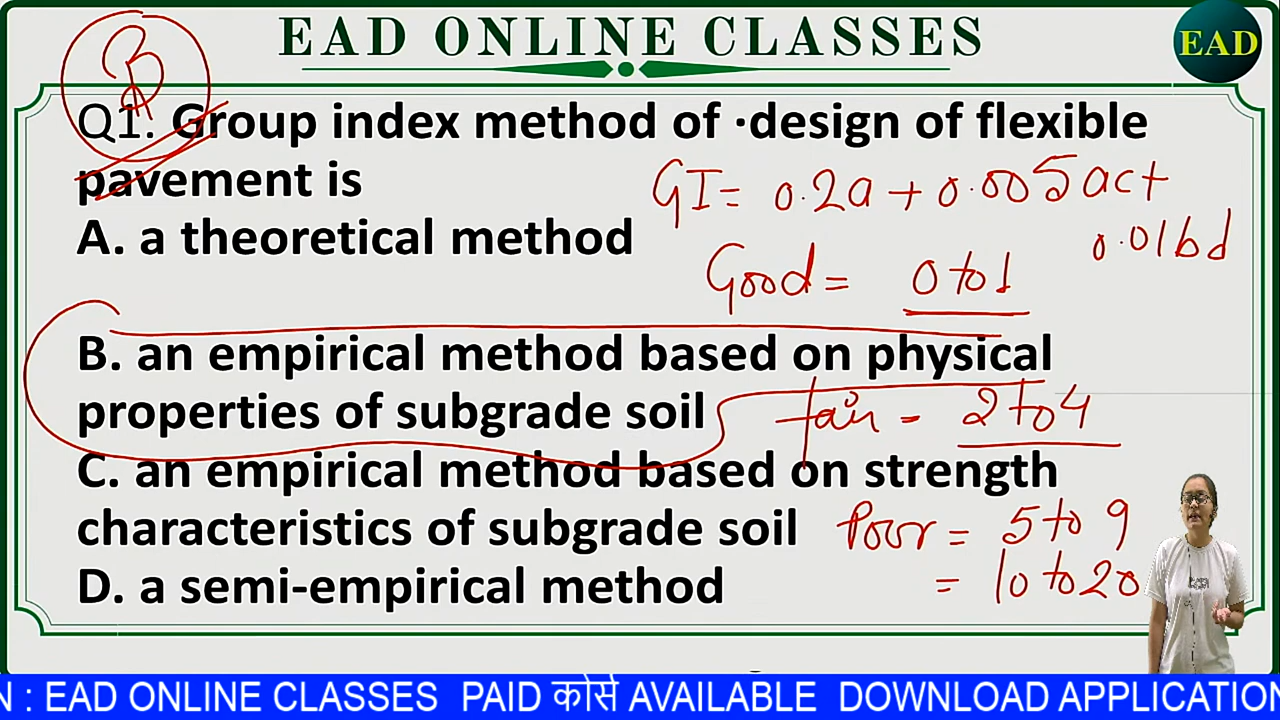 EAD ONLINE CLASSES
EAD
B
Q1. Group index method of ·design of flexible
pavement is
GI= 0.2a + 0.005ac+
0.01bd
A. a theoretical method
Good = 0 to 1
B. an empirical method based on physical
properties of subgrade soil
fair = 2 to 4
C. an empirical method based on strength
characteristics of subgrade soil
Poor = 5 to 9
= 10 to 20
D. a semi-empirical method
N : EAD ONLINE CLASSES PAID कोर्स AVAILABLE DOWNLOAD APPLICATION